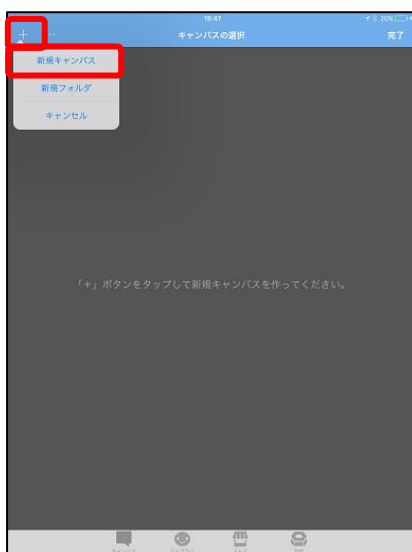 15:47
20%
+ ...
キャンバスの選択
完了
新規キャンバス
新規フォルダ
キャンセル
「+」ボタンをタップして新規キャンバスを作ってください。